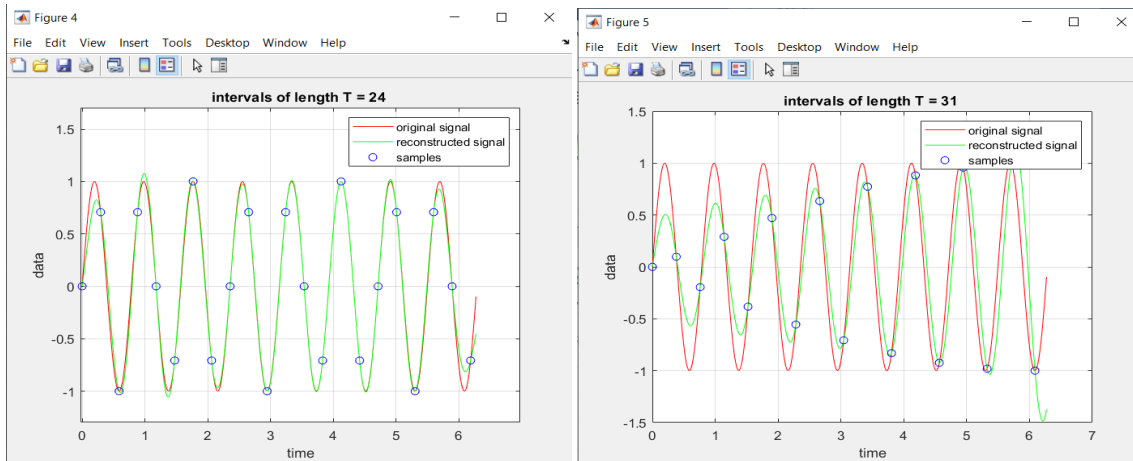 Figure 4
File Edit View Insert Tools Desktop Window Help
intervals of length T = 24
original signal
reconstructed signal
samples
1.5
1
0.5
0
-0.5
-1
data
0 1 2 3 4 5 6
time
Figure 5
File Edit View Insert Tools Desktop Window Help
intervals of length T = 31
original signal
reconstructed signal
samples
1.5
1
0.5
0
-0.5
-1
-1.5
data
0 1 2 3 4 5 6 7
time